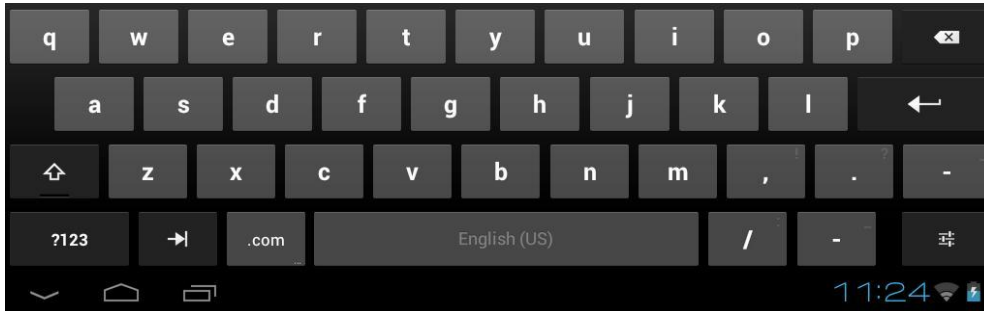 q w e r t y u i o p
a s d f g h j k l
z x c v b n m , ! . ? -
?123 .com ... English (US) / : -
11:24